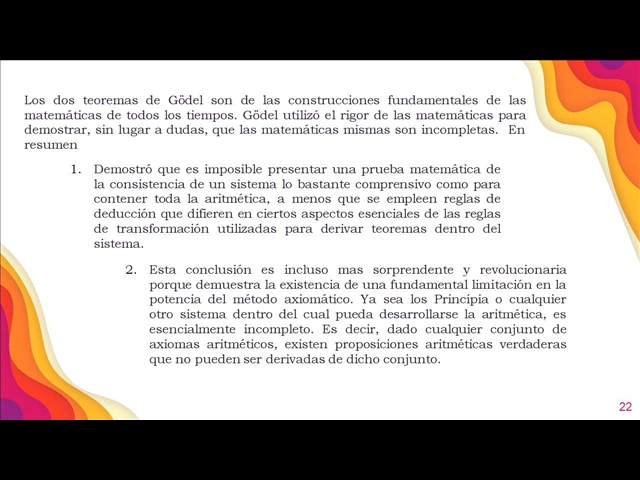 Los dos teoremas de Gödel son de las construcciones fundamentales de las
matemáticas de todos los tiempos. Gödel utilizó el rigor de las matemáticas para
demostrar, sin lugar a dudas, que las matemáticas mismas son incompletas. En
resumen
1. Demostró que es imposible presentar una prueba matemática de
la consistencia de un sistema lo bastante comprensivo como para
contener toda la aritmética, a menos que se empleen reglas de
deducción que difieren en ciertos aspectos esenciales de las reglas
de transformación utilizadas para derivar teoremas dentro del
sistema.
2. Esta conclusión es incluso mas sorprendente y revolucionaria
porque demuestra la existencia de una fundamental limitación en la
potencia del método axiomático. Ya sea los Principia o cualquier
otro sistema dentro del cual pueda desarrollarse la aritmética, es
esencialmente incompleto. Es decir, dado cualquier conjunto de
axiomas aritméticos, existen proposiciones aritméticas verdaderas
que no pueden ser derivadas de dicho conjunto.
22